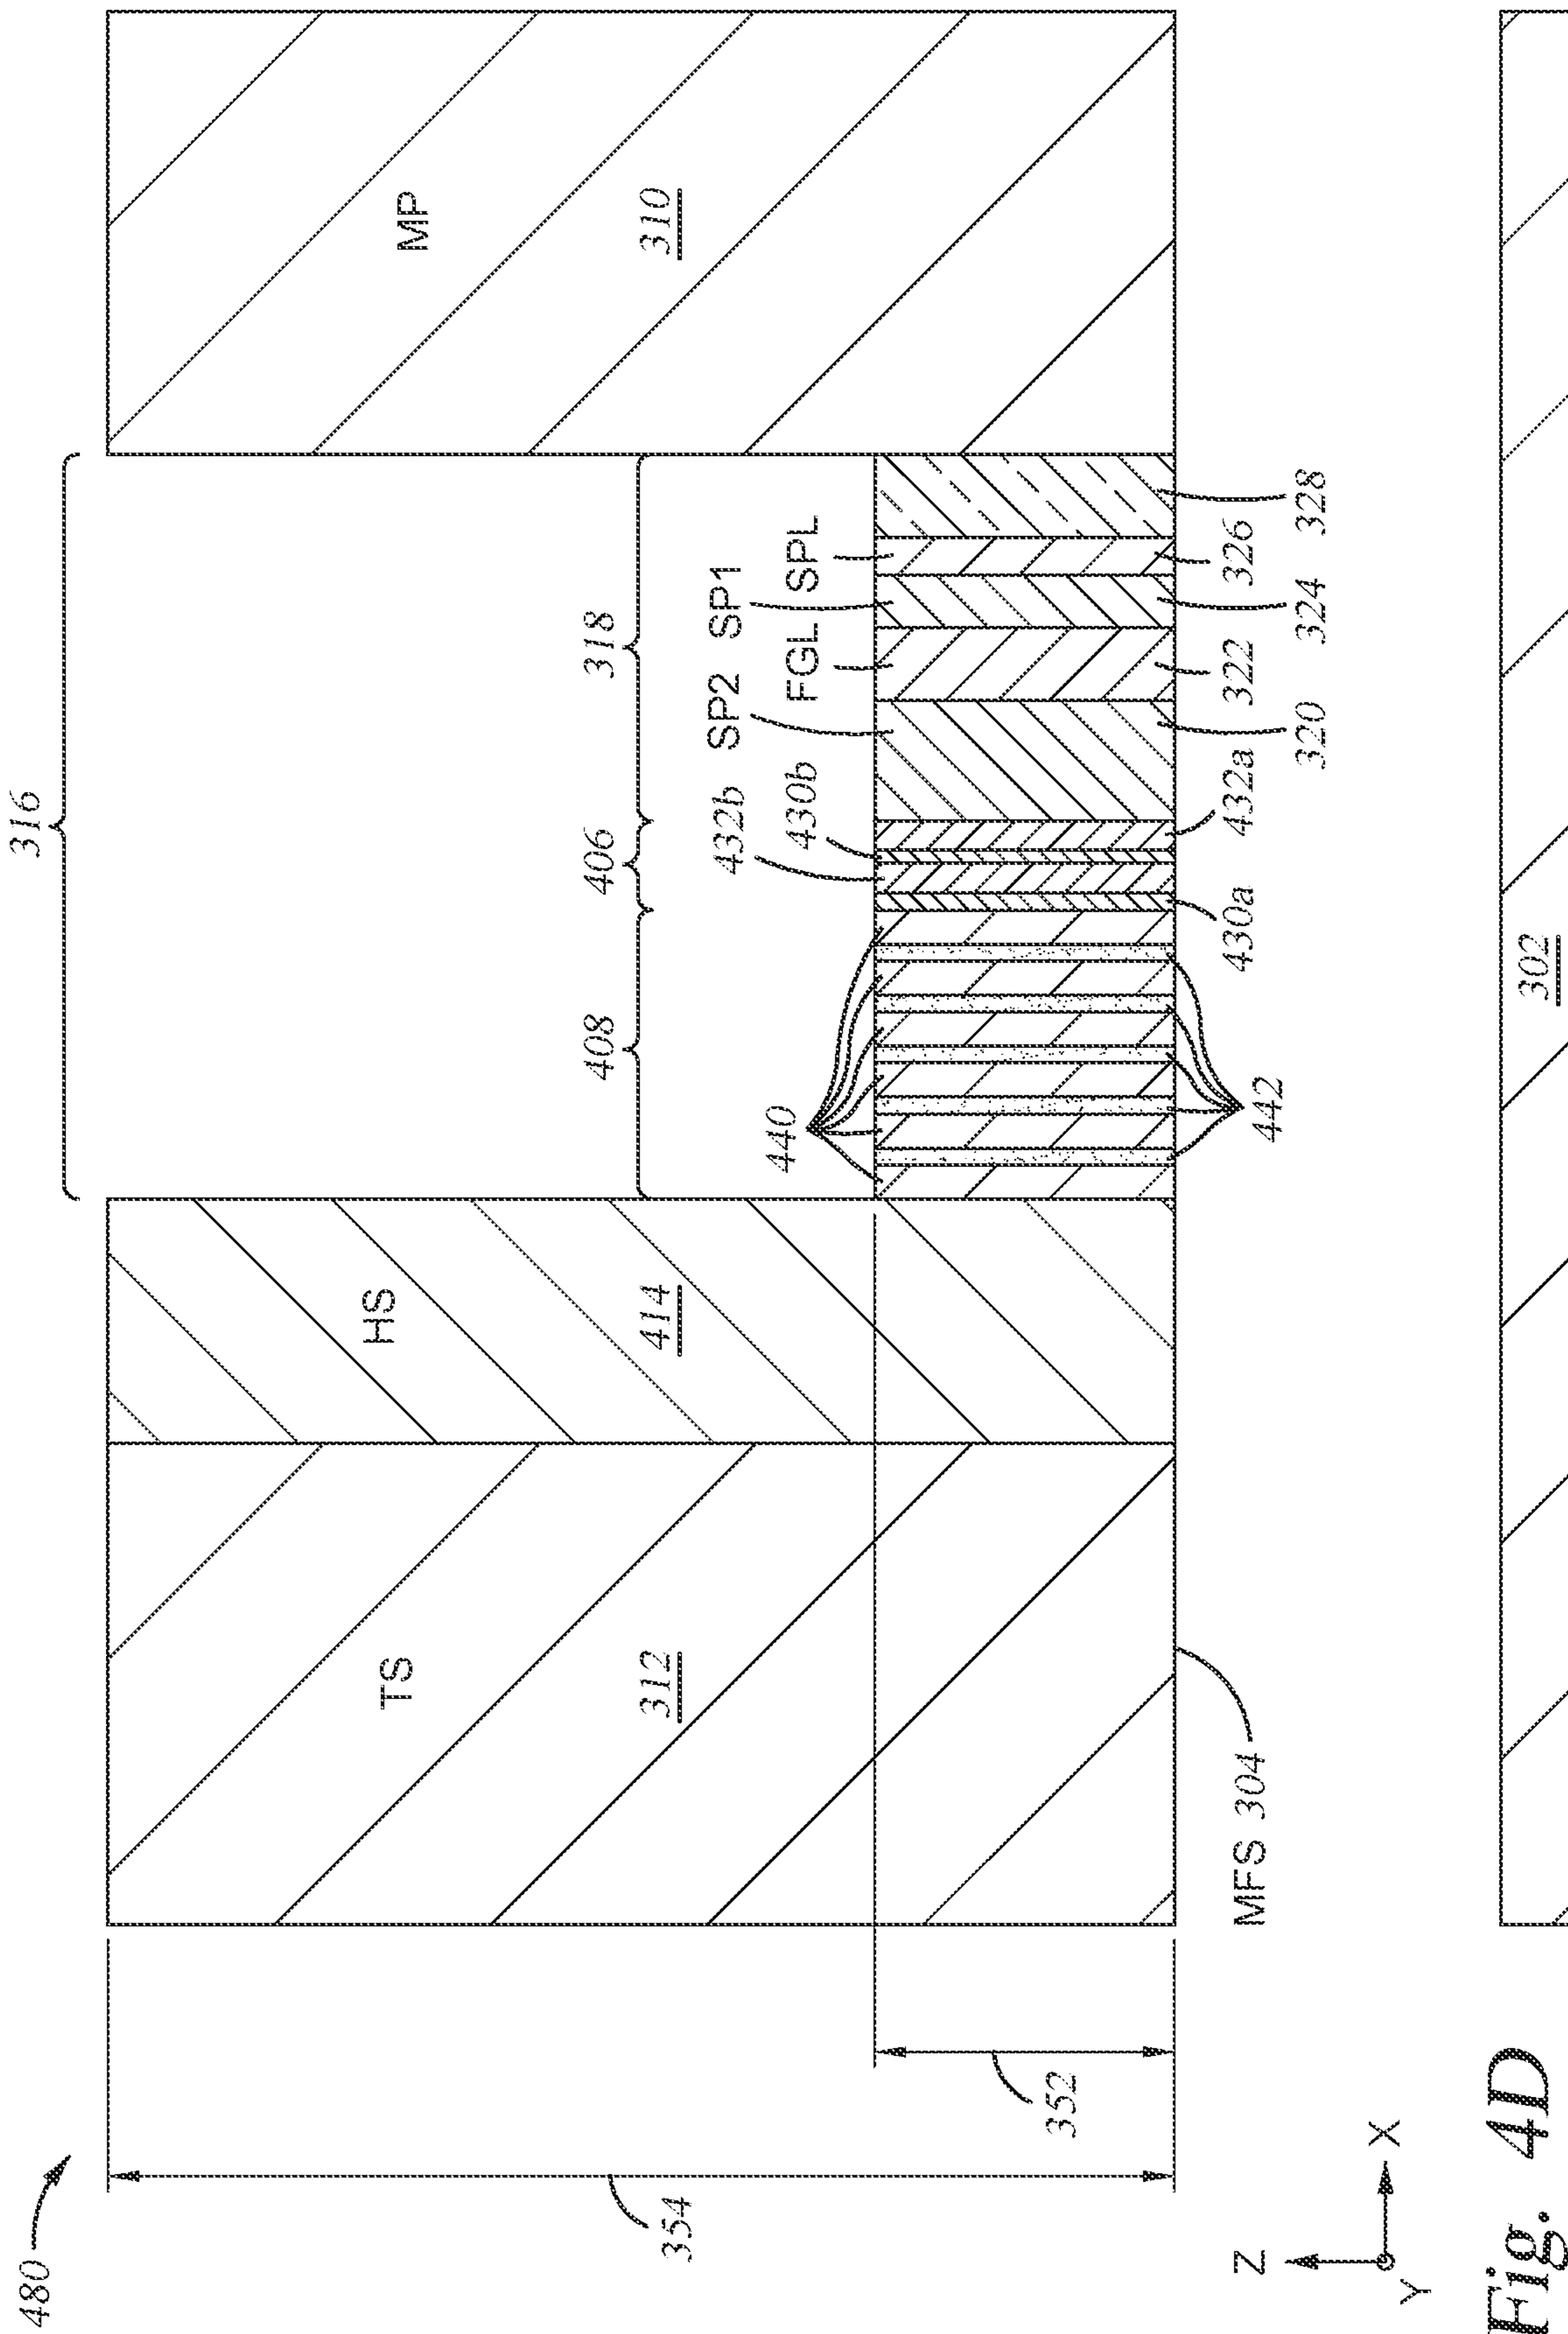 480
316
354
TS
312
HS
414
MP
310
408
406
318
440
432b
430b
SP2
SP1
FGL
SPL
352
MFS 304
442
430a
432a
320
322
324
326
328
Z
Y
X
302
Fig. 4D